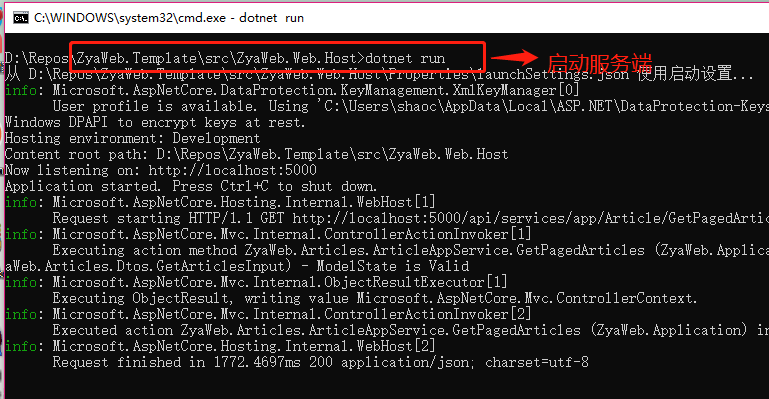 C:\WINDOWS\system32\cmd.exe - dotnet run
D:\Repos\ZyaWeb.Template\src\ZyaWeb.Web.Host>dotnet run
启动服务端
从 D:\Repos\ZyaWeb.Template\src\ZyaWeb.Web.Host\Properties\launchSettings.json 使用启动设置...
info: Microsoft.AspNetCore.DataProtection.KeyManagement.XmlKeyManager[0]
User profile is available. Using 'C:\Users\shaoc\AppData\Local\ASP.NET\DataProtection-Keys
Windows DPAPI to encrypt keys at rest.
Hosting environment: Development
Content root path: D:\Repos\ZyaWeb.Template\src\ZyaWeb.Web.Host
Now listening on: http://localhost:5000
Application started. Press Ctrl+C to shut down.
info: Microsoft.AspNetCore.Hosting.Internal.WebHost[1]
Request starting HTTP/1.1 GET http://localhost:5000/api/services/app/Article/GetPagedArtic
info: Microsoft.AspNetCore.Mvc.Internal.ControllerActionInvoker[1]
Executing action method ZyaWeb.Articles.ArticleAppService.GetPagedArticles (ZyaWeb.Applica
aWeb.Articles.Dtos.GetArticlesInput) - ModelState is Valid
info: Microsoft.AspNetCore.Mvc.Internal.ObjectResultExecutor[1]
Executing ObjectResult, writing value Microsoft.AspNetCore.Mvc.ControllerContext.
info: Microsoft.AspNetCore.Mvc.Internal.ControllerActionInvoker[2]
Executed action ZyaWeb.Articles.ArticleAppService.GetPagedArticles (ZyaWeb.Application) in
info: Microsoft.AspNetCore.Hosting.Internal.WebHost[2]
Request finished in 1772.4697ms 200 application/json; charset=utf-8